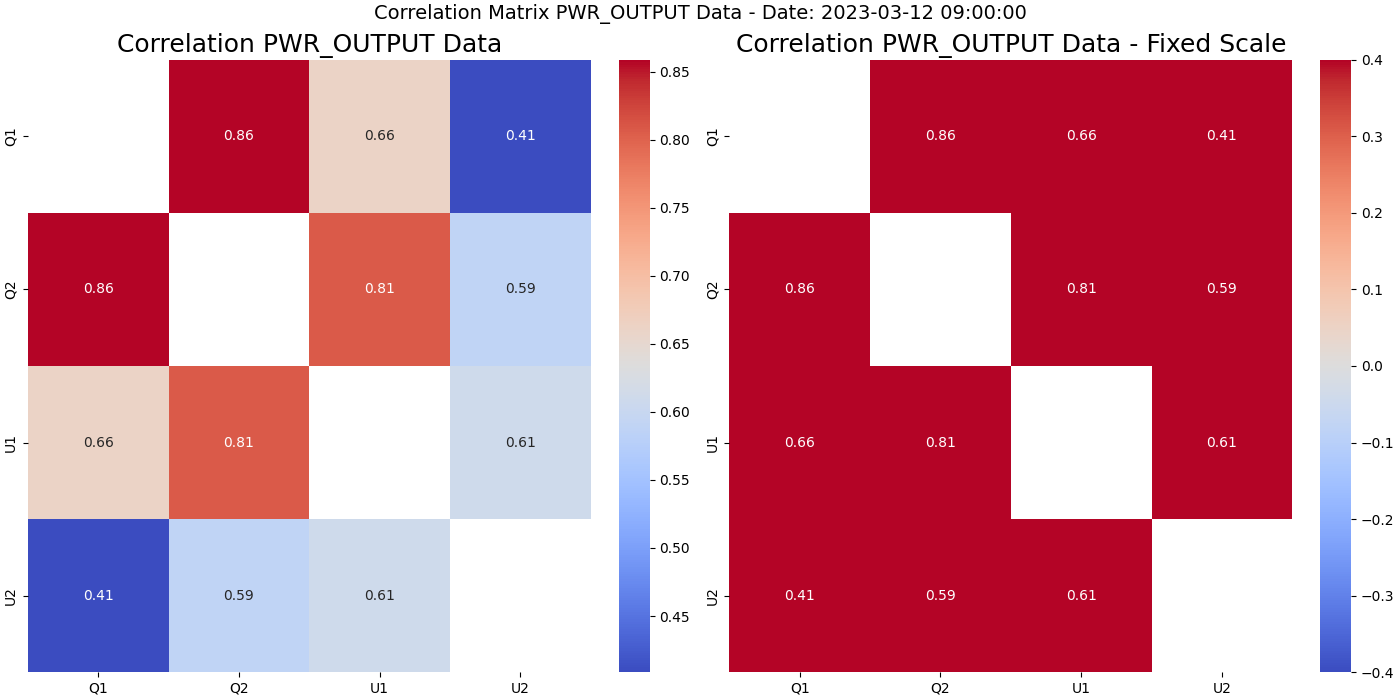 Correlation Matrix PWR_OUTPUT Data - Date: 2023-03-12 09:00:00
Correlation PWR_OUTPUT Data
Q1
0.86
0.66
0.41
Q2
0.86
0.81
0.59
U1
0.66
0.81
0.61
U2
0.41
0.59
0.61
Q1
Q2
U1
U2
0.85
0.80
0.75
0.70
0.65
0.60
0.55
0.50
0.45
Correlation PWR_OUTPUT Data - Fixed Scale
Q1
0.86
0.66
0.41
Q2
0.86
0.81
0.59
U1
0.66
0.81
0.61
U2
0.41
0.59
0.61
Q1
Q2
U1
U2
0.4
0.3
0.2
0.1
0.0
−0.1
−0.2
−0.3
−0.4